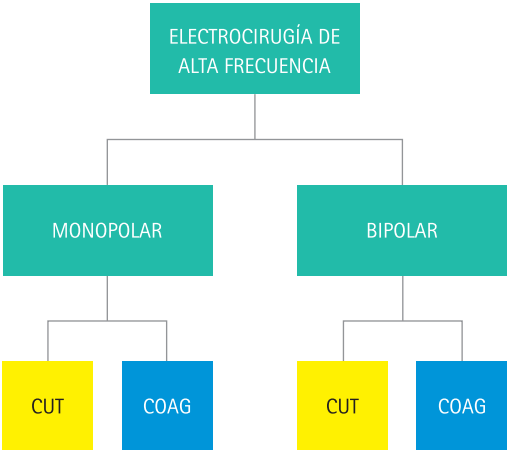 ELECTROCIRUGÍA DE
ALTA FRECUENCIA
MONOPOLAR
BIPOLAR
CUT
COAG
CUT
COAG